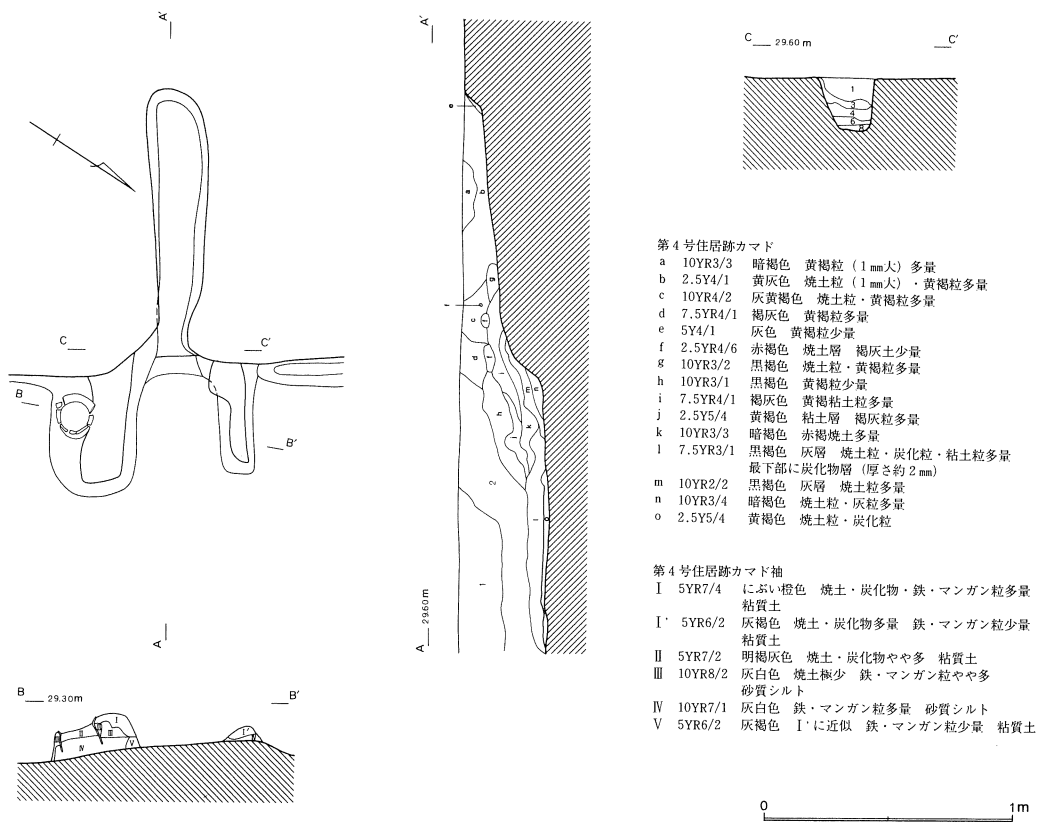 A'
C
C'
B
B'
A
A'
e
a
b
g
f
o
c
f
d
f
i
m
n
h
k
j
2
l
1
A 29.60m
C 29.60m
C'
1
3
4
6
8
第4号住居跡カマド
a 10YR3/3 暗褐色 黄褐粒(1mm大)多量
b 2.5Y4/1 黄灰色 焼土粒(1mm大)・黄褐粒多量
c 10YR4/2 灰黄褐色 焼土粒・黄褐粒多量
d 7.5YR4/1 褐灰色 黄褐粒多量
e 5Y4/1 灰色 黄褐粒少量
f 2.5YR4/6 赤褐色 焼土層 褐灰土少量
g 10YR3/2 黒褐色 焼土粒・黄褐粒多量
h 10YR3/1 黒褐色 黄褐粒少量
i 7.5YR4/1 褐灰色 黄褐粘土粒多量
j 2.5Y5/4 黄褐色 粘土層 褐灰粒多量
k 10YR3/3 暗褐色 赤褐焼土多量
l 7.5YR3/1 黒褐色 灰層 焼土粒・炭化粒・粘土粒多量
最下部に炭化物層(厚さ約2mm)
m 10YR2/2 黒褐色 灰層 焼土粒多量
n 10YR3/4 暗褐色 焼土粒・灰粒多量
o 2.5Y5/4 黄褐色 焼土粒・炭化粒
第4号住居跡カマド袖
Ⅰ 5YR7/4 にぶい橙色 焼土・炭化物・鉄・マンガン粒多量
粘質土
Ⅰ' 5YR6/2 灰褐色 焼土・炭化物多量 鉄・マンガン粒少量
粘質土
Ⅱ 5YR7/2 明褐灰色 焼土・炭化物やや多 粘質土
Ⅲ 10YR8/2 灰白色 焼土極少 鉄・マンガン粒やや多
砂質シルト
Ⅳ 10YR7/1 灰白色 鉄・マンガン粒多量 砂質シルト
Ⅴ 5YR6/2 灰褐色 Ⅰ'に近似 鉄・マンガン粒少量 粘質土
B 29.30m
B'
Ⅰ
Ⅱ
Ⅲ
Ⅳ
Ⅴ
Ⅰ'
0 1m